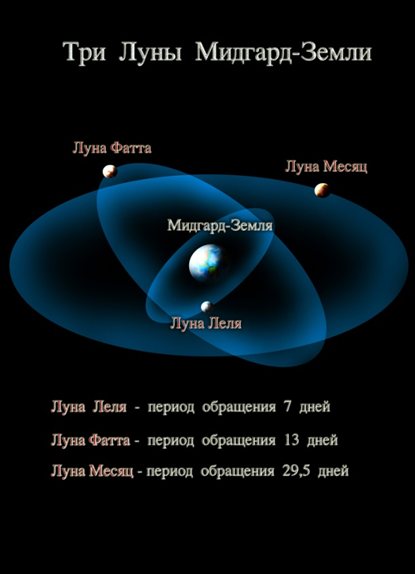 Три Луны Мидгард-Земли
Луна Фатта
Луна Месяц
Мидгард-Земля
Луна Леля
Луна Леля - период обращения 7 дней
Луна Фатта - период обращения 13 дней
Луна Месяц - период обращения 29,5 дней